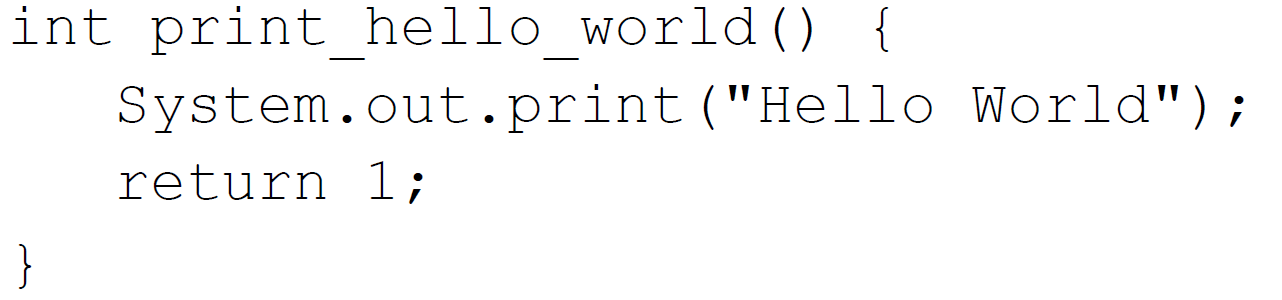 int print_hello_world() {
   System.out.print("Hello World");
   return 1;
}